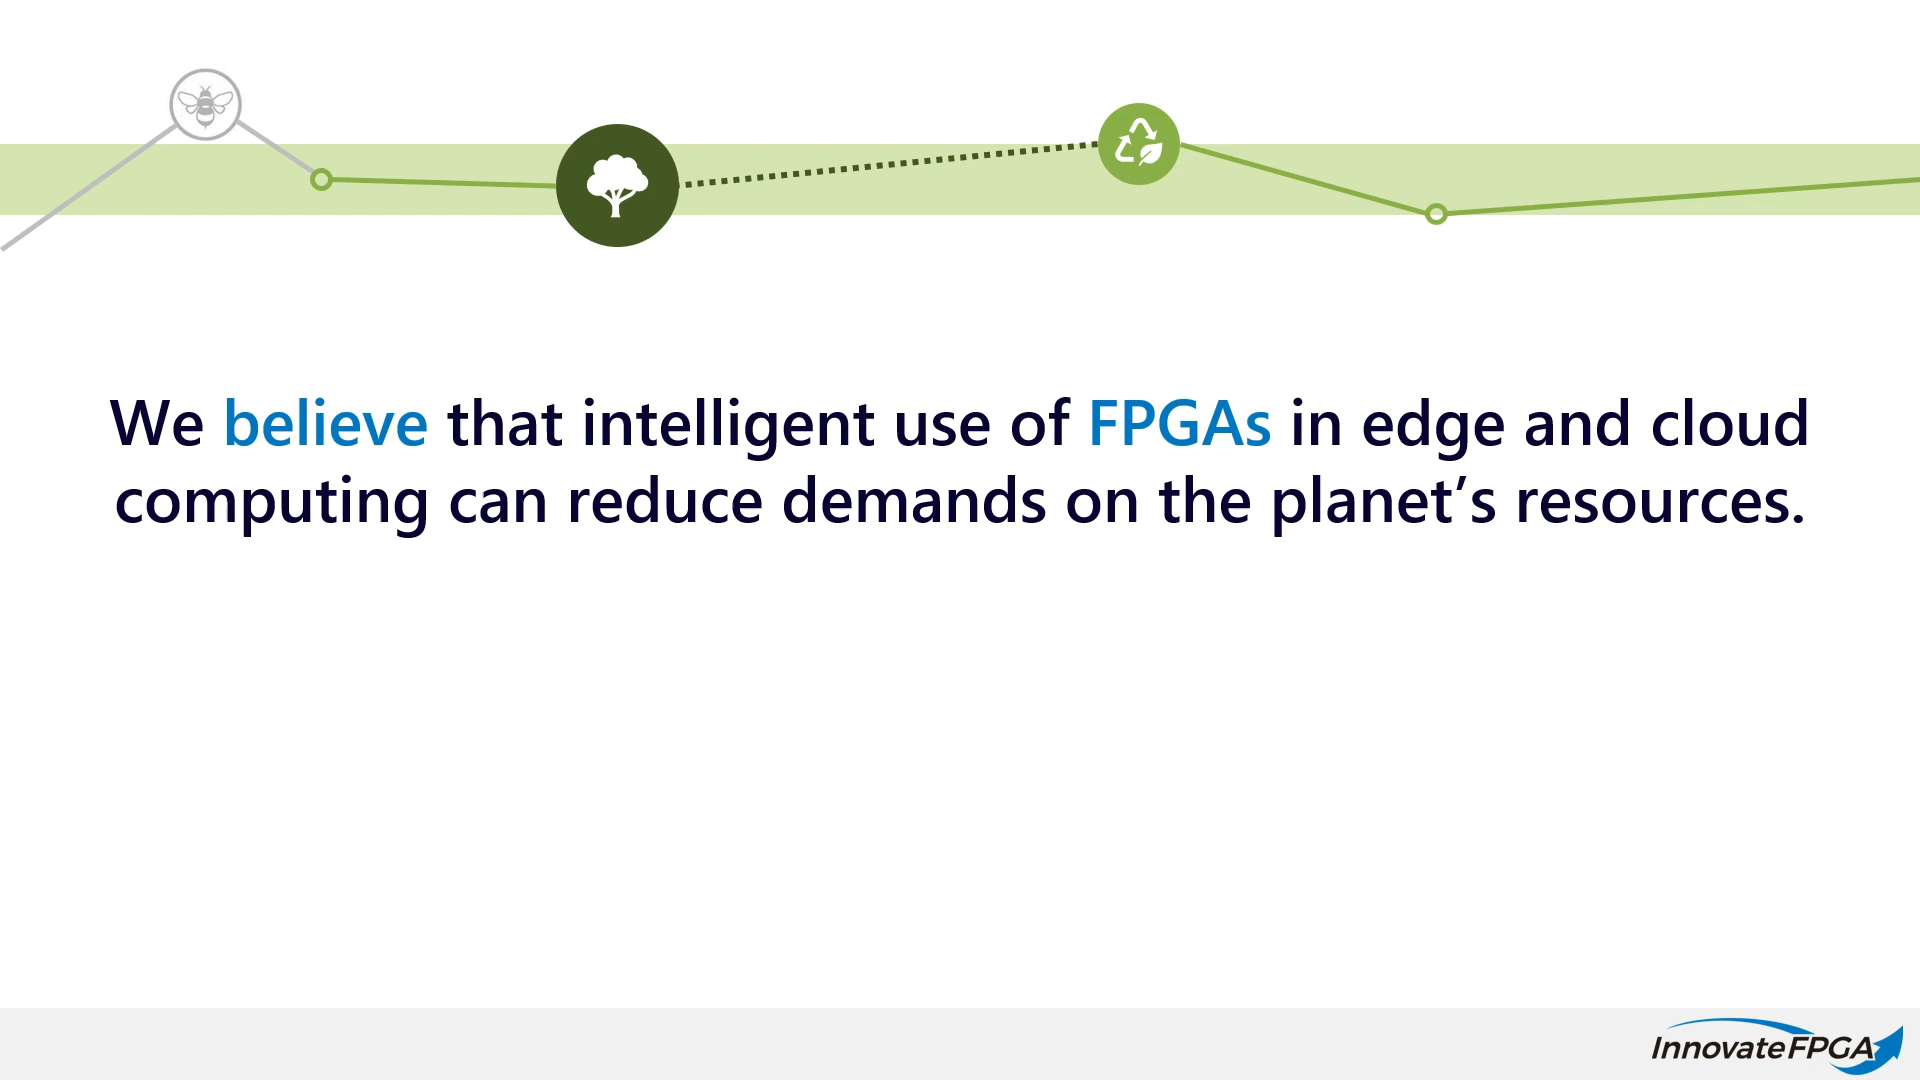 We believe that intelligent use of FPGAs in edge and cloud
computing can reduce demands on the planet’s resources.
InnovateFPGA